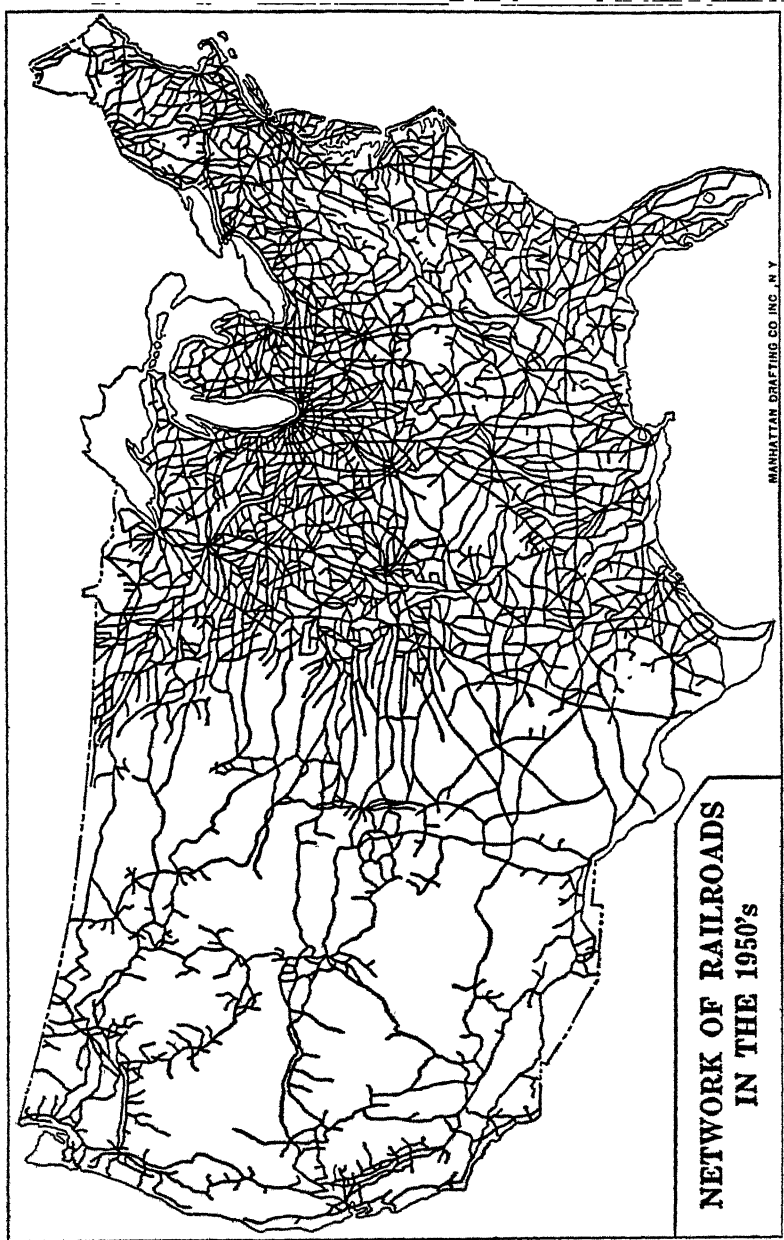 NETWORK OF RAILROADS
IN THE 1950's
MANHATTAN DRAFTING CO INC, N Y